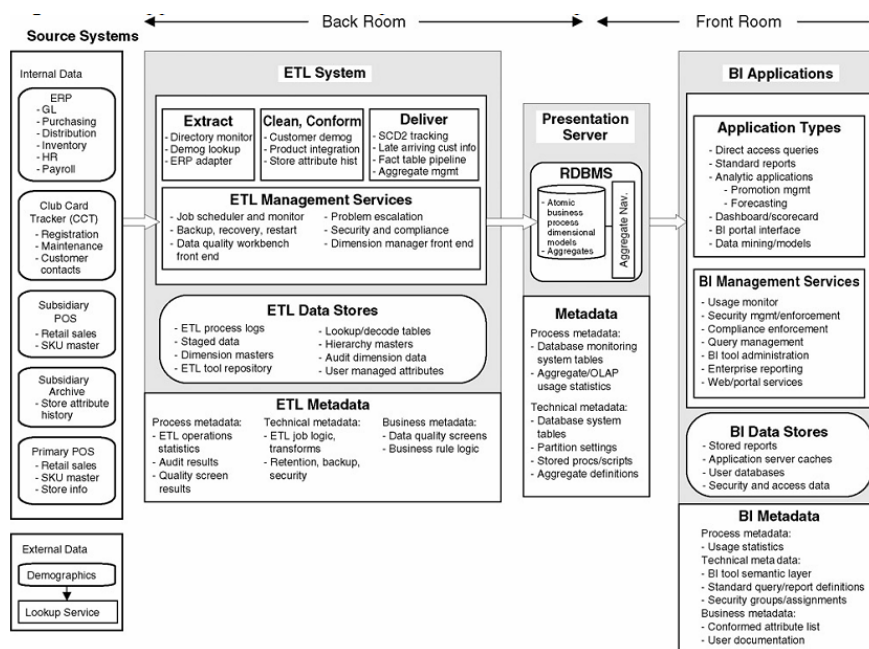 Back Room
Front Room
Source Systems
Internal Data
ERP
- GL
- Purchasing
- Distribution
- Inventory
- HR
- Payroll
Club Card
Tracker (CCT)
- Registration
- Maintenance
- Customer
contacts
Subsidiary
POS
- Retail sales
- SKU master
Subsidiary
Archive
- Store attribute
history
Primary POS
- Retail sales
- SKU master
- Store info
External Data
Demographics
Lookup Service
ETL System
Extract
- Directory monitor
- Demog lookup
- ERP adapter
Clean, Conform
- Customer demog
- Product integration
- Store attribute hist
Deliver
- SCD2 tracking
- Late arriving cust info
- Fact table pipeline
- Aggregate mgmt
ETL Management Services
- Job scheduler and monitor
- Backup, recovery, restart
- Data quality workbench
front end
- Problem escalation
- Security and compliance
- Dimension manager front end
ETL Data Stores
- ETL process logs
- Staged data
- Dimension masters
- ETL tool repository
- Lookup/decode tables
- Hierarchy masters
- Audit dimension data
- User managed attributes
ETL Metadata
Process metadata:
- ETL operations
statistics
- Audit results
- Quality screen
results
Technical metadata:
- ETL job logic,
transforms
- Retention, backup,
security
Business metadata:
- Data quality screens
- Business rule logic
Presentation
Server
RDBMS
- Atomic
business
process
dimensional
models
- Aggregates
Aggregate Nav.
Metadata
Process metadata:
- Database monitoring
system tables
- Aggregate/OLAP
usage statistics
Technical metadata:
- Database system
tables
- Partition settings
- Stored procs/scripts
- Aggregate definitions
BI Applications
Application Types
- Direct access queries
- Standard reports
- Analytic applications
- Promotion mgmt
- Forecasting
- Dashboard/scorecard
- BI portal interface
- Data mining/models
BI Management Services
- Usage monitor
- Security mgmt/enforcement
- Compliance enforcement
- Query management
- BI tool administration
- Enterprise reporting
- Web/portal services
BI Data Stores
- Stored reports
- Application server caches
- User databases
- Security and access data
BI Metadata
Process metadata:
- Usage statistics
Technical meta data:
- BI tool semantic layer
- Standard query/report definitions
- Security groups/assignments
Business metadata:
- Conformed attribute list
- User documentation